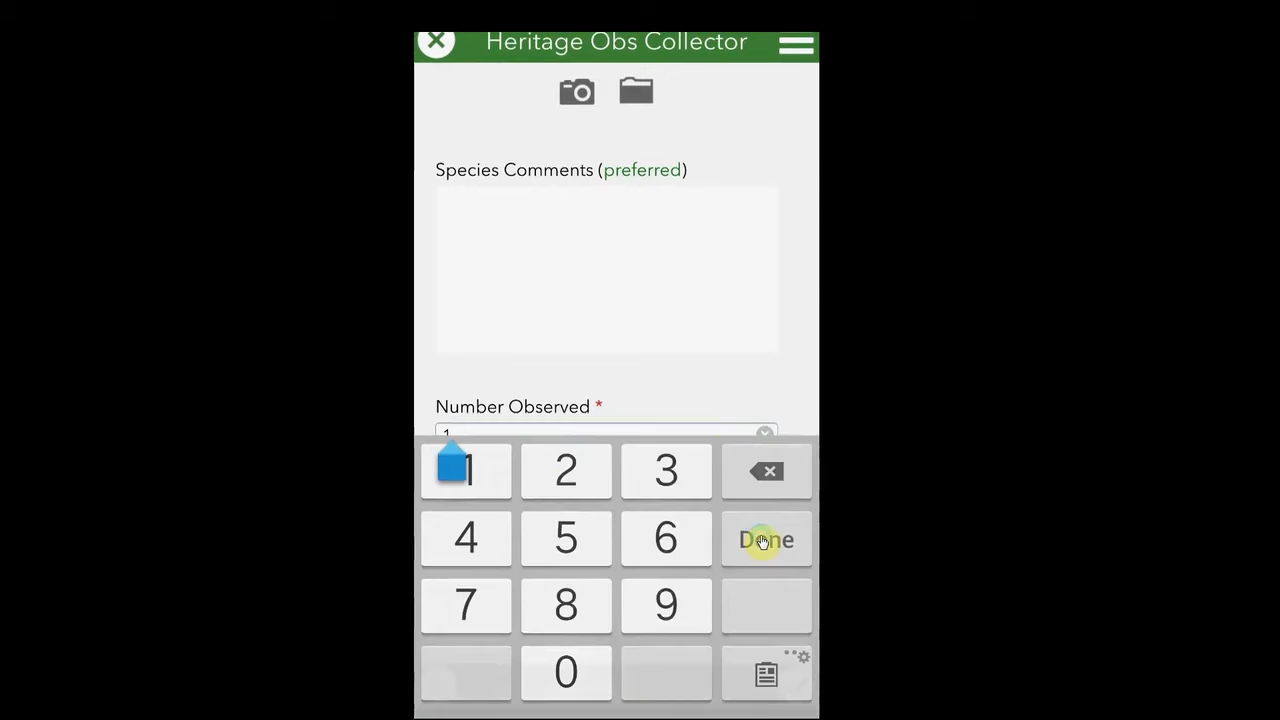 Heritage Obs Collector
Species Comments (preferred)
Number Observed *
1
1 2 3
4 5 6 Done
7 8 9
0